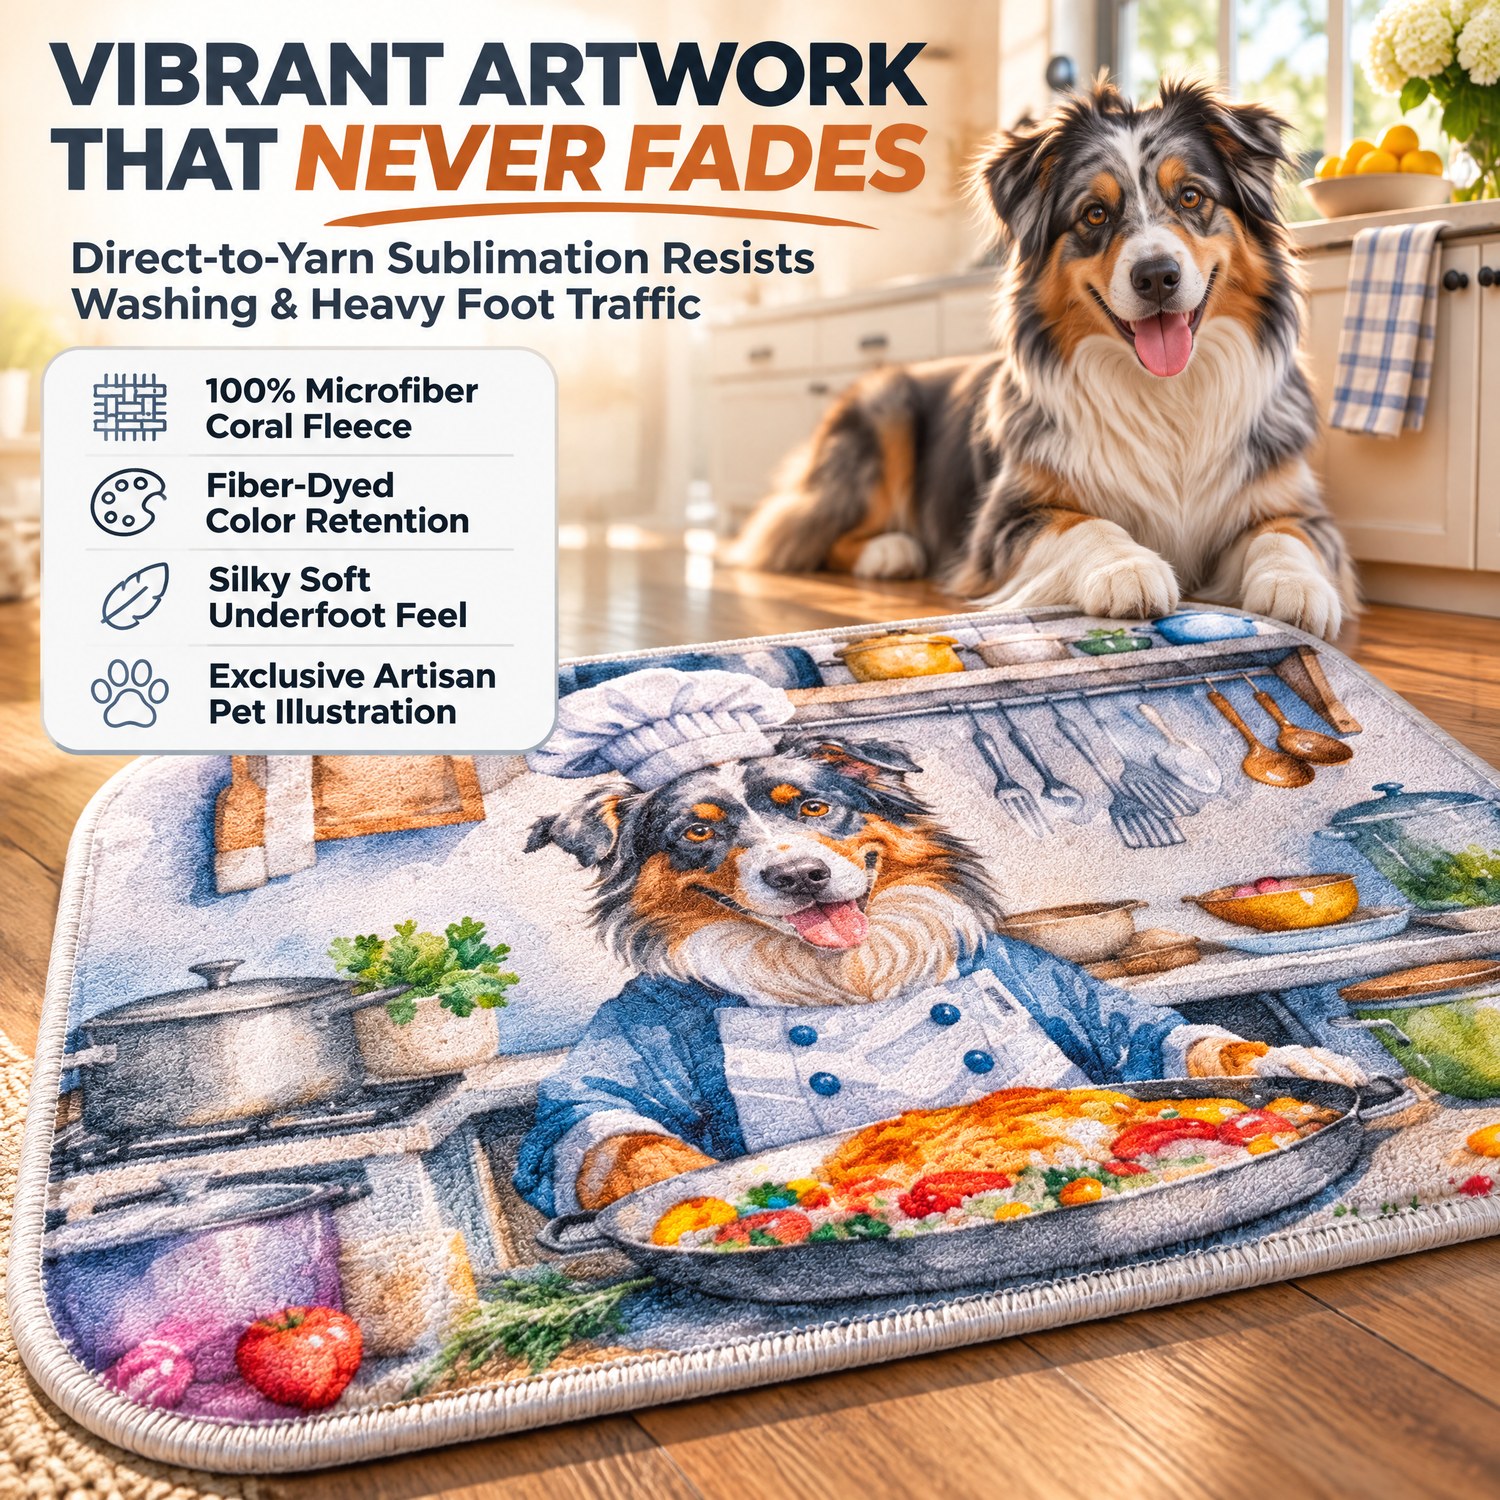 VIBRANT ARTWORK
THAT NEVER FADES
Direct-to-Yarn Sublimation Resists
Washing & Heavy Foot Traffic
100% Microfiber
Coral Fleece
Fiber-Dyed
Color Retention
Silky Soft
Underfoot Feel
Exclusive Artisan
Pet Illustration